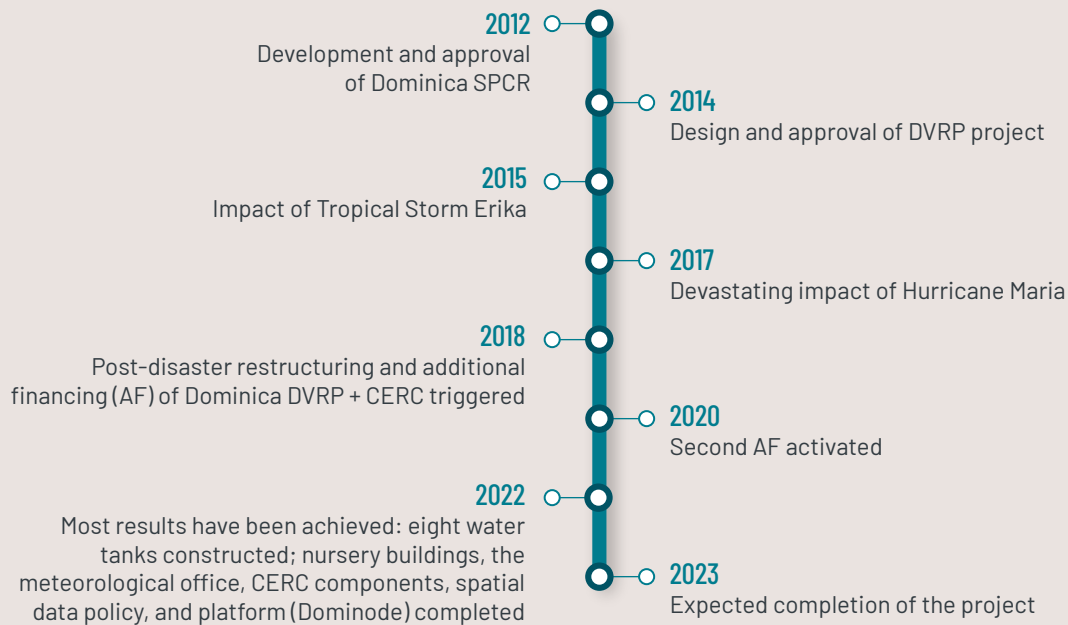 2012
Development and approval
of Dominica SPCR
2014
Design and approval of DVRP project
2015
Impact of Tropical Storm Erika
2017
Devastating impact of Hurricane Maria
2018
Post-disaster restructuring and additional
financing (AF) of Dominica DVRP + CERC triggered
2020
Second AF activated
2022
Most results have been achieved: eight water
tanks constructed; nursery buildings, the
meteorological office, CERC components, spatial
data policy, and platform (Dominode) completed
2023
Expected completion of the project